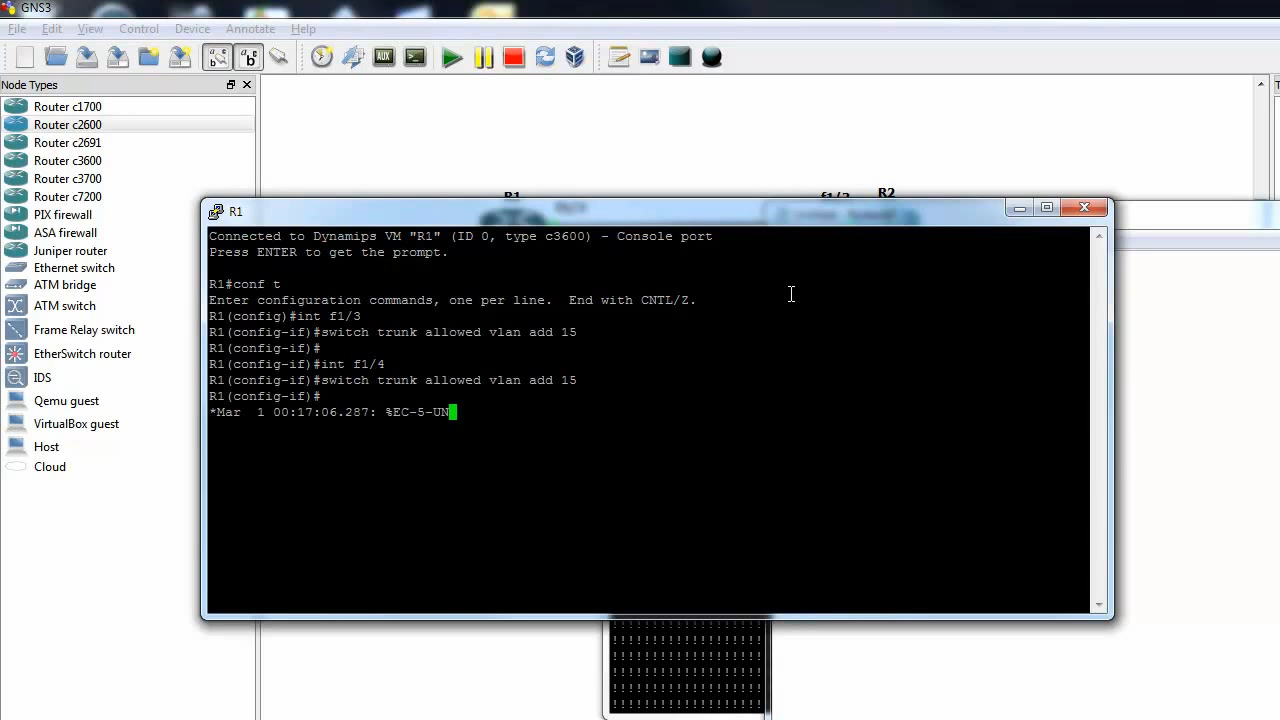 GNS3
File Edit View Control Device Annotate Help
AUX
Node Types
Router c1700
Router c2600
Router c2691
Router c3600
Router c3700
Router c7200
PIX firewall
ASA firewall
Juniper router
Ethernet switch
ATM bridge
ATM switch
Frame Relay switch
EtherSwitch router
IDS
Qemu guest
VirtualBox guest
Host
Cloud
R1
f1/3
R2
R1
Connected to Dynamips VM "R1" (ID 0, type c3600) - Console port
Press ENTER to get the prompt.
R1#conf t
Enter configuration commands, one per line.  End with CNTL/Z.
R1(config)#int f1/3
R1(config-if)#switch trunk allowed vlan add 15
R1(config-if)#
R1(config-if)#int f1/4
R1(config-if)#switch trunk allowed vlan add 15
R1(config-if)#
*Mar  1 00:17:06.287: %EC-5-UN
!!!!!!!!!!!!!!!!!!!
!!!!!!!!!!!!!!!!!!!
!!!!!!!!!!!!!!!!!!!
!!!!!!!!!!!!!!!!!!!
!!!!!!!!!!!!!!!!!!!
!!!!!!!!!!!!!!!!!!!